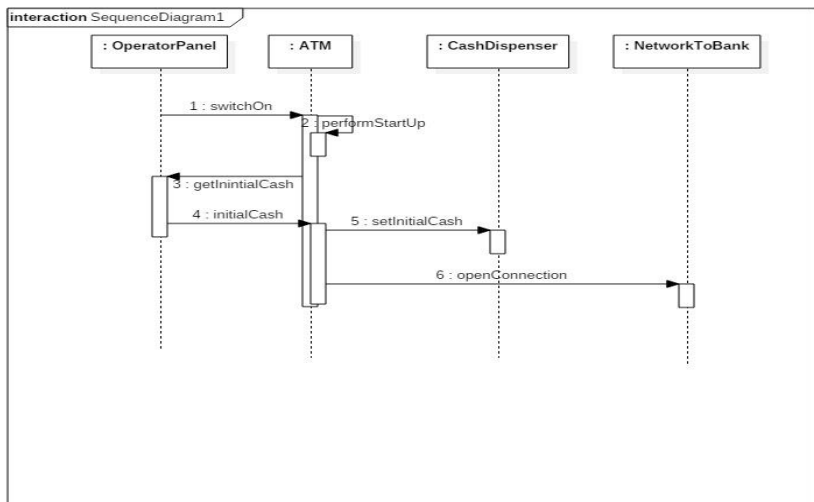 interaction SequenceDiagram1
: OperatorPanel
: ATM
: CashDispenser
: NetworkToBank
1 : switchOn
2 : performStartUp
3 : getInintialCash
4 : initialCash
5 : setInitialCash
6 : openConnection